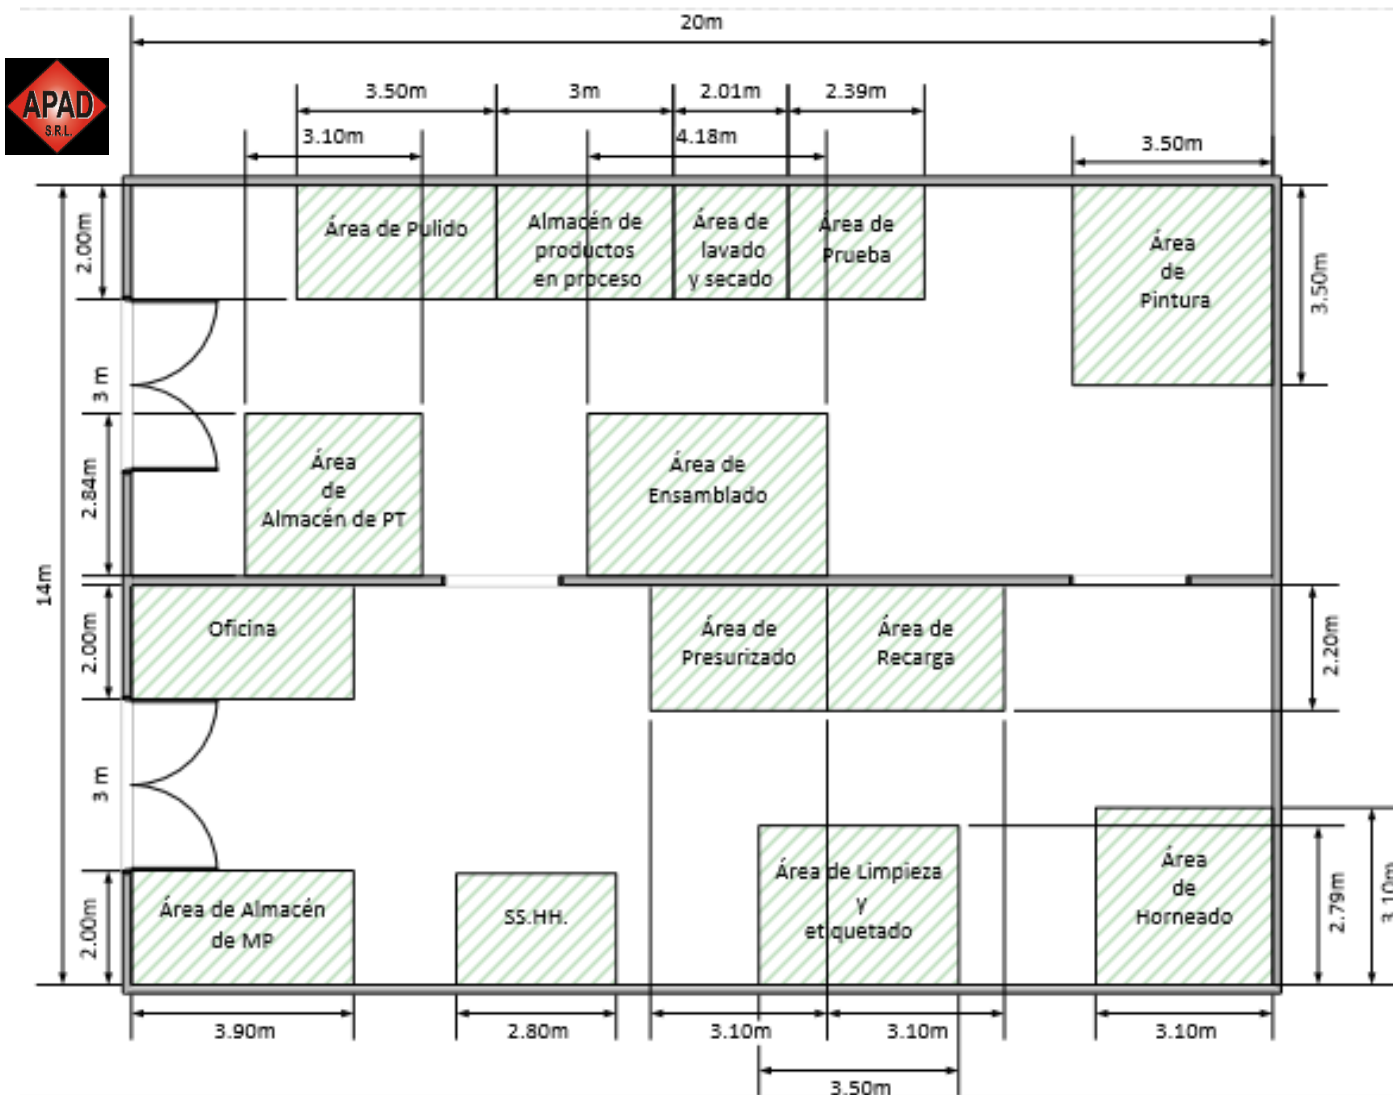 20m
APAD
S.R.L.
3.50m
3m
2.01m
2.39m
3.10m
4.18m
3.50m
2.00m
Área de Pulido
Almacén de
productos
en proceso
Área de
lavado
y secado
Área de
Prueba
Área
de
Pintura
3.50m
3 m
2.84m
Área
de
Almacén de PT
Área de
Ensamblado
14m
2.00m
Oficina
Área de
Presurizado
Área de
Recarga
2.20m
3 m
2.00m
Área de Almacén
de MP
SS.HH.
Área de Limpieza
y
etiquetado
Área
de
Horneado
2.79m
3.10m
3.90m
2.80m
3.10m
3.10m
3.10m
3.50m